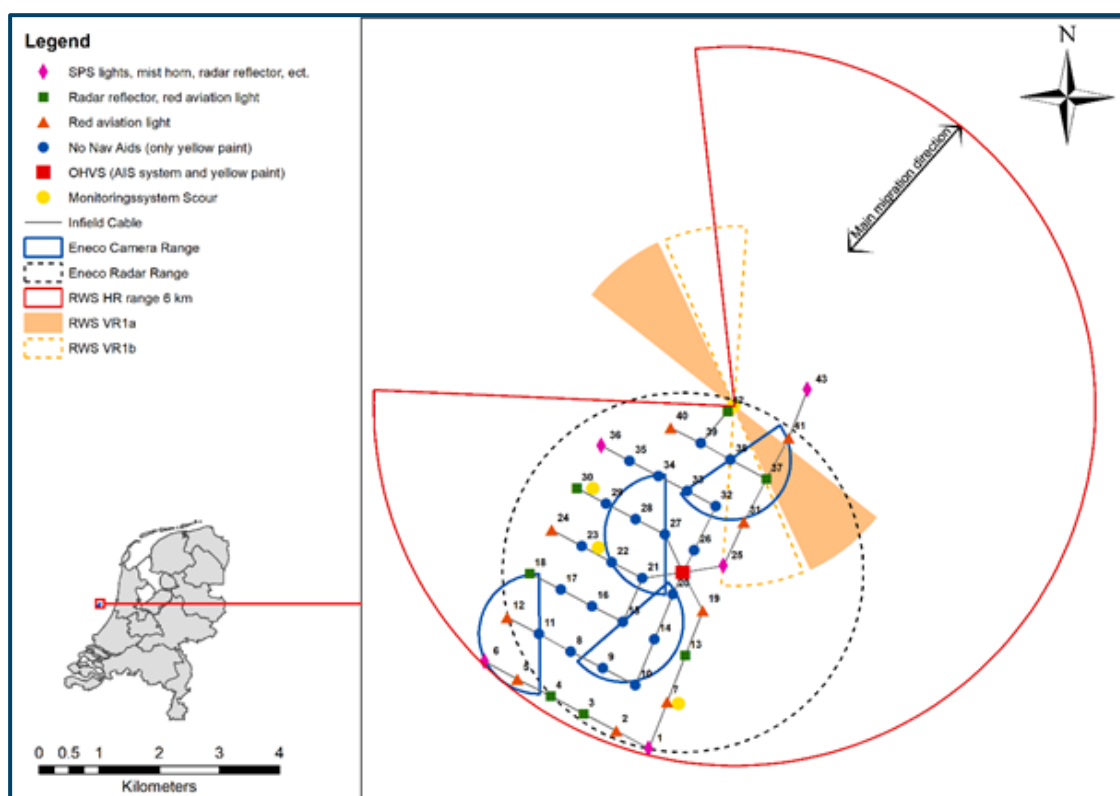 Legend
SPS lights, mist horn, radar reflector, ect.
Radar reflector, red aviation light
Red aviation light
No Nav Aids (only yellow paint)
OHVS (AIS system and yellow paint)
Monitoringssystem Scour
Infield Cable
Eneco Camera Range
Eneco Radar Range
RWS HR range 6 km
RWS VR1a
RWS VR1b
0 0.5 1 2 3 4
Kilometers
N
Main migration direction
43
42
40
41
39
38
36
35
37
34
33
32
30
29
31
28
24
27
23
26
22
25
18
21
17
20
16
19
12
15
11
14
8
13
6
9
5
10
4
7
3
2
1